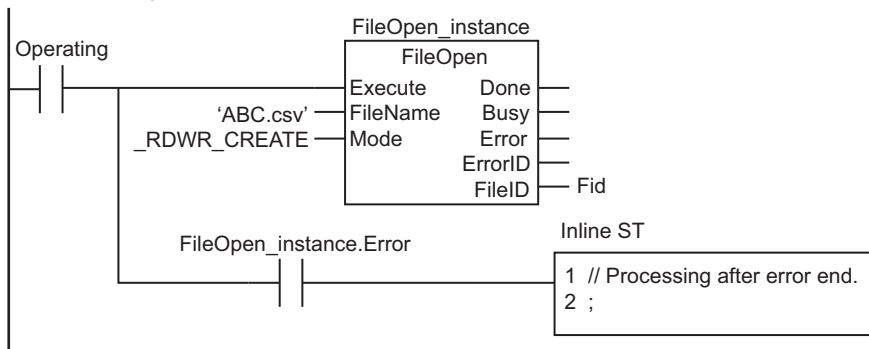 FileOpen_instance
Operating
FileOpen
Execute Done
‘ABC.csv’ FileName Busy
_RDWR_CREATE Mode Error
ErrorID
FileID Fid
Inline ST
FileOpen_instance.Error
1 // Processing after error end.
2 ;